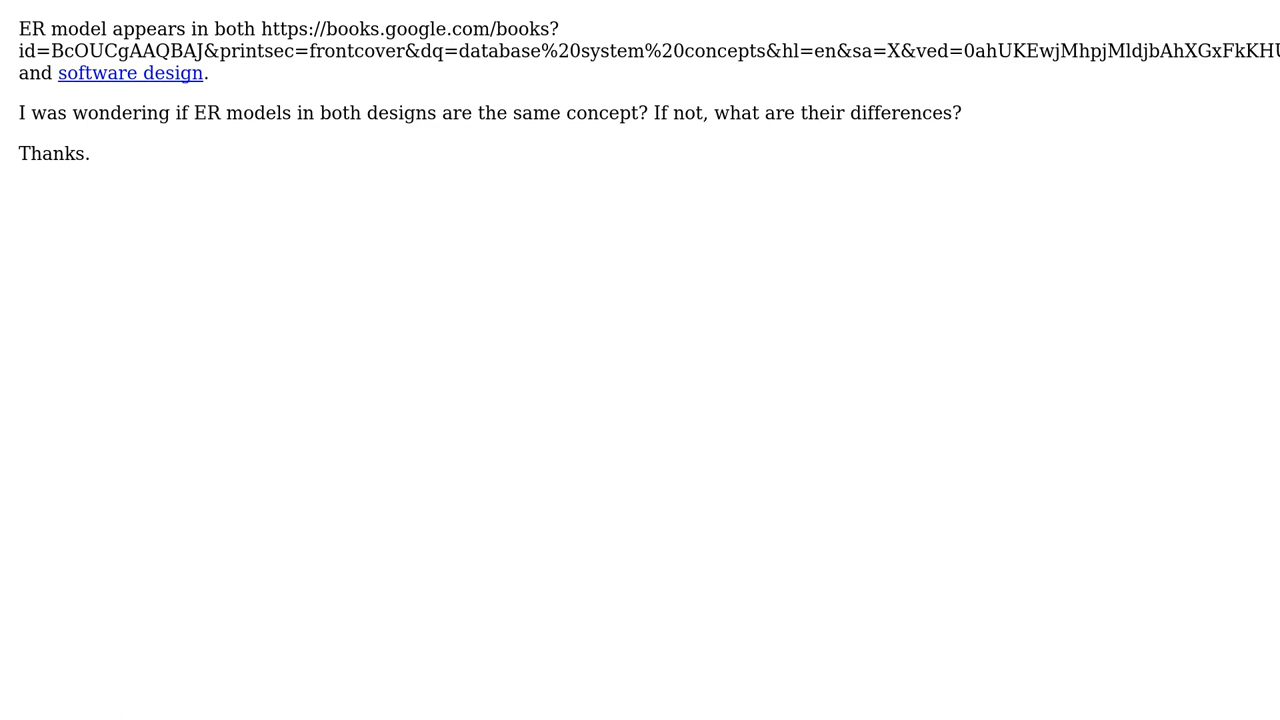 ER model appears in both https://books.google.com/books?
id=BcOUCgAAQBAJ&printsec=frontcover&dq=database%20system%20concepts&hl=en&sa=X&ved=0ahUKEwjMhpjMldjbAhXGxFkKHU
and software design.
I was wondering if ER models in both designs are the same concept? If not, what are their differences?
Thanks.